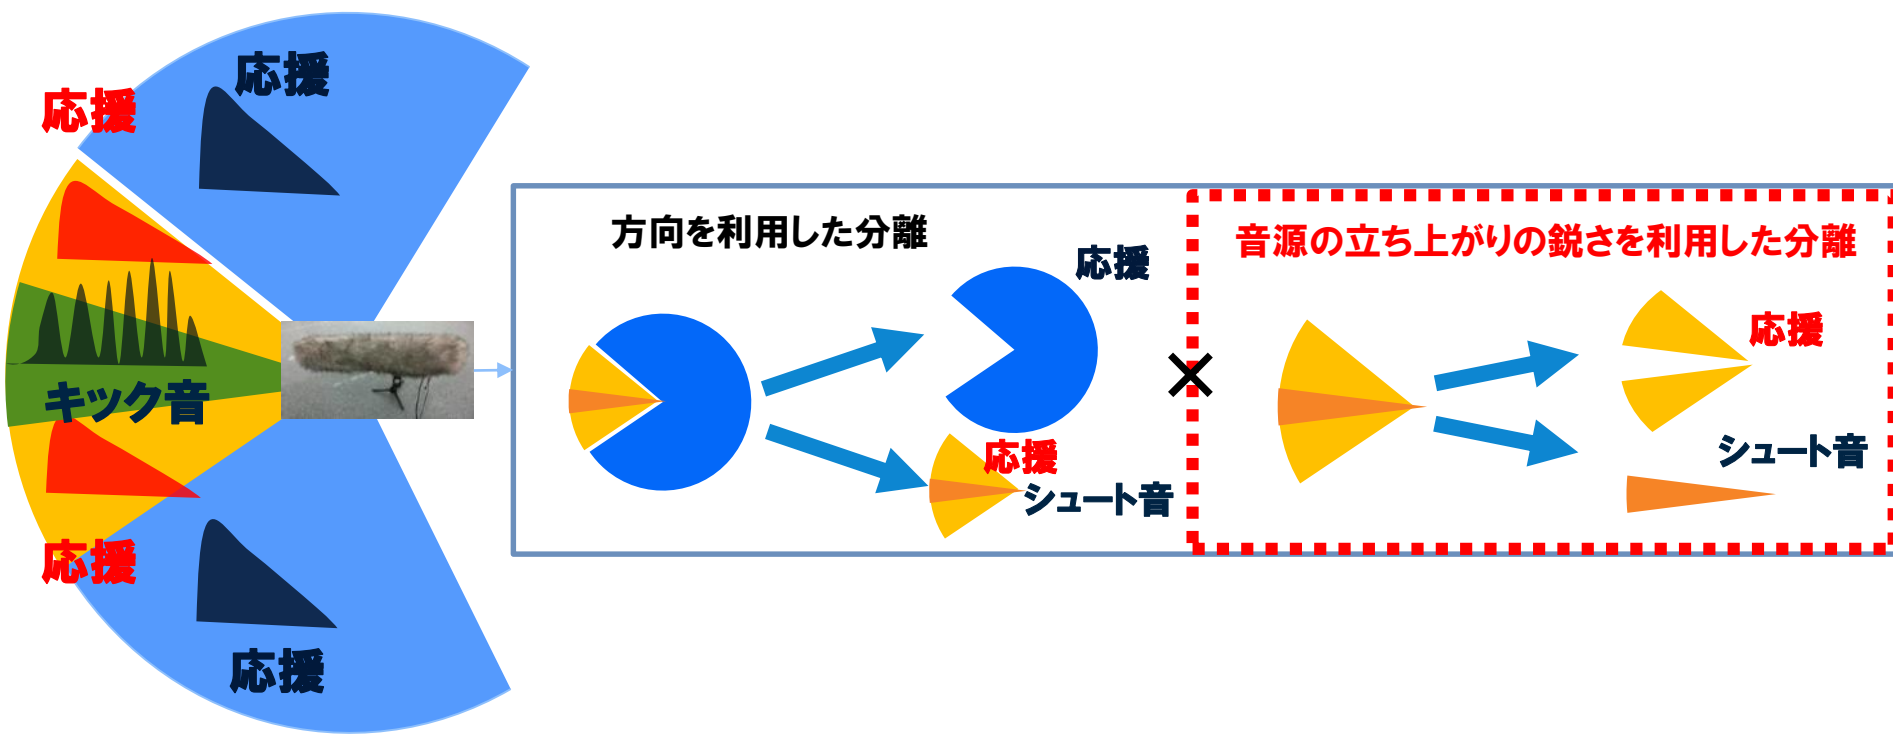 応援
応援
キック音
応援
応援
方向を利用した分離
応援
応援
シュート音
音源の立ち上がりの鋭さを利用した分離
応援
シュート音